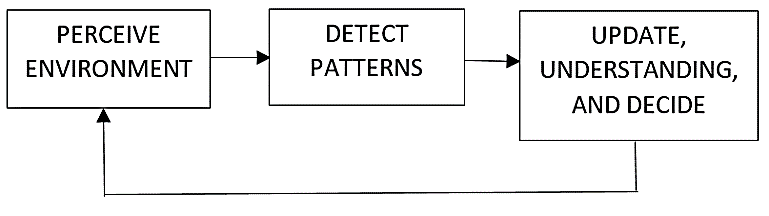 PERCEIVE
ENVIRONMENT
DETECT
PATTERNS
UPDATE,
UNDERSTANDING,
AND DECIDE